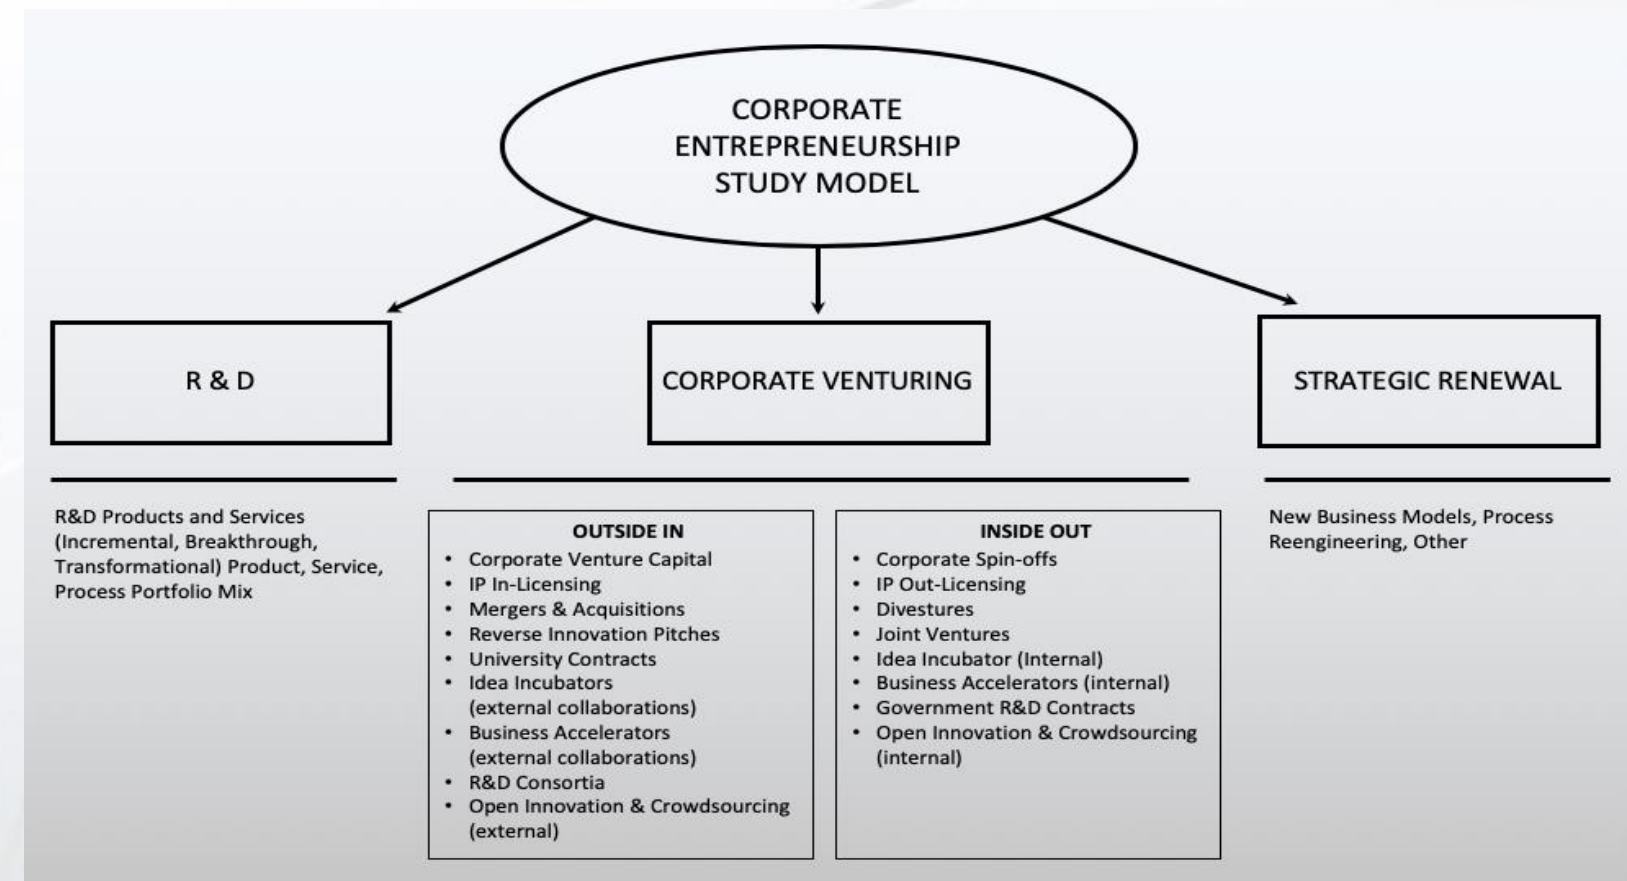 CORPORATE
ENTREPRENEURSHIP
STUDY MODEL
R & D
CORPORATE VENTURING
STRATEGIC RENEWAL
R&D Products and Services
(Incremental, Breakthrough,
Transformational) Product, Service,
Process Portfolio Mix
OUTSIDE IN
• Corporate Venture Capital
• IP In-Licensing
• Mergers & Acquisitions
• Reverse Innovation Pitches
• University Contracts
• Idea Incubators
(external collaborations)
• Business Accelerators
(external collaborations)
• R&D Consortia
• Open Innovation & Crowdsourcing
(external)
INSIDE OUT
• Corporate Spin-offs
• IP Out-Licensing
• Divestures
• Joint Ventures
• Idea Incubator (Internal)
• Business Accelerators (internal)
• Government R&D Contracts
• Open Innovation & Crowdsourcing
(internal)
New Business Models, Process
Reengineering, Other